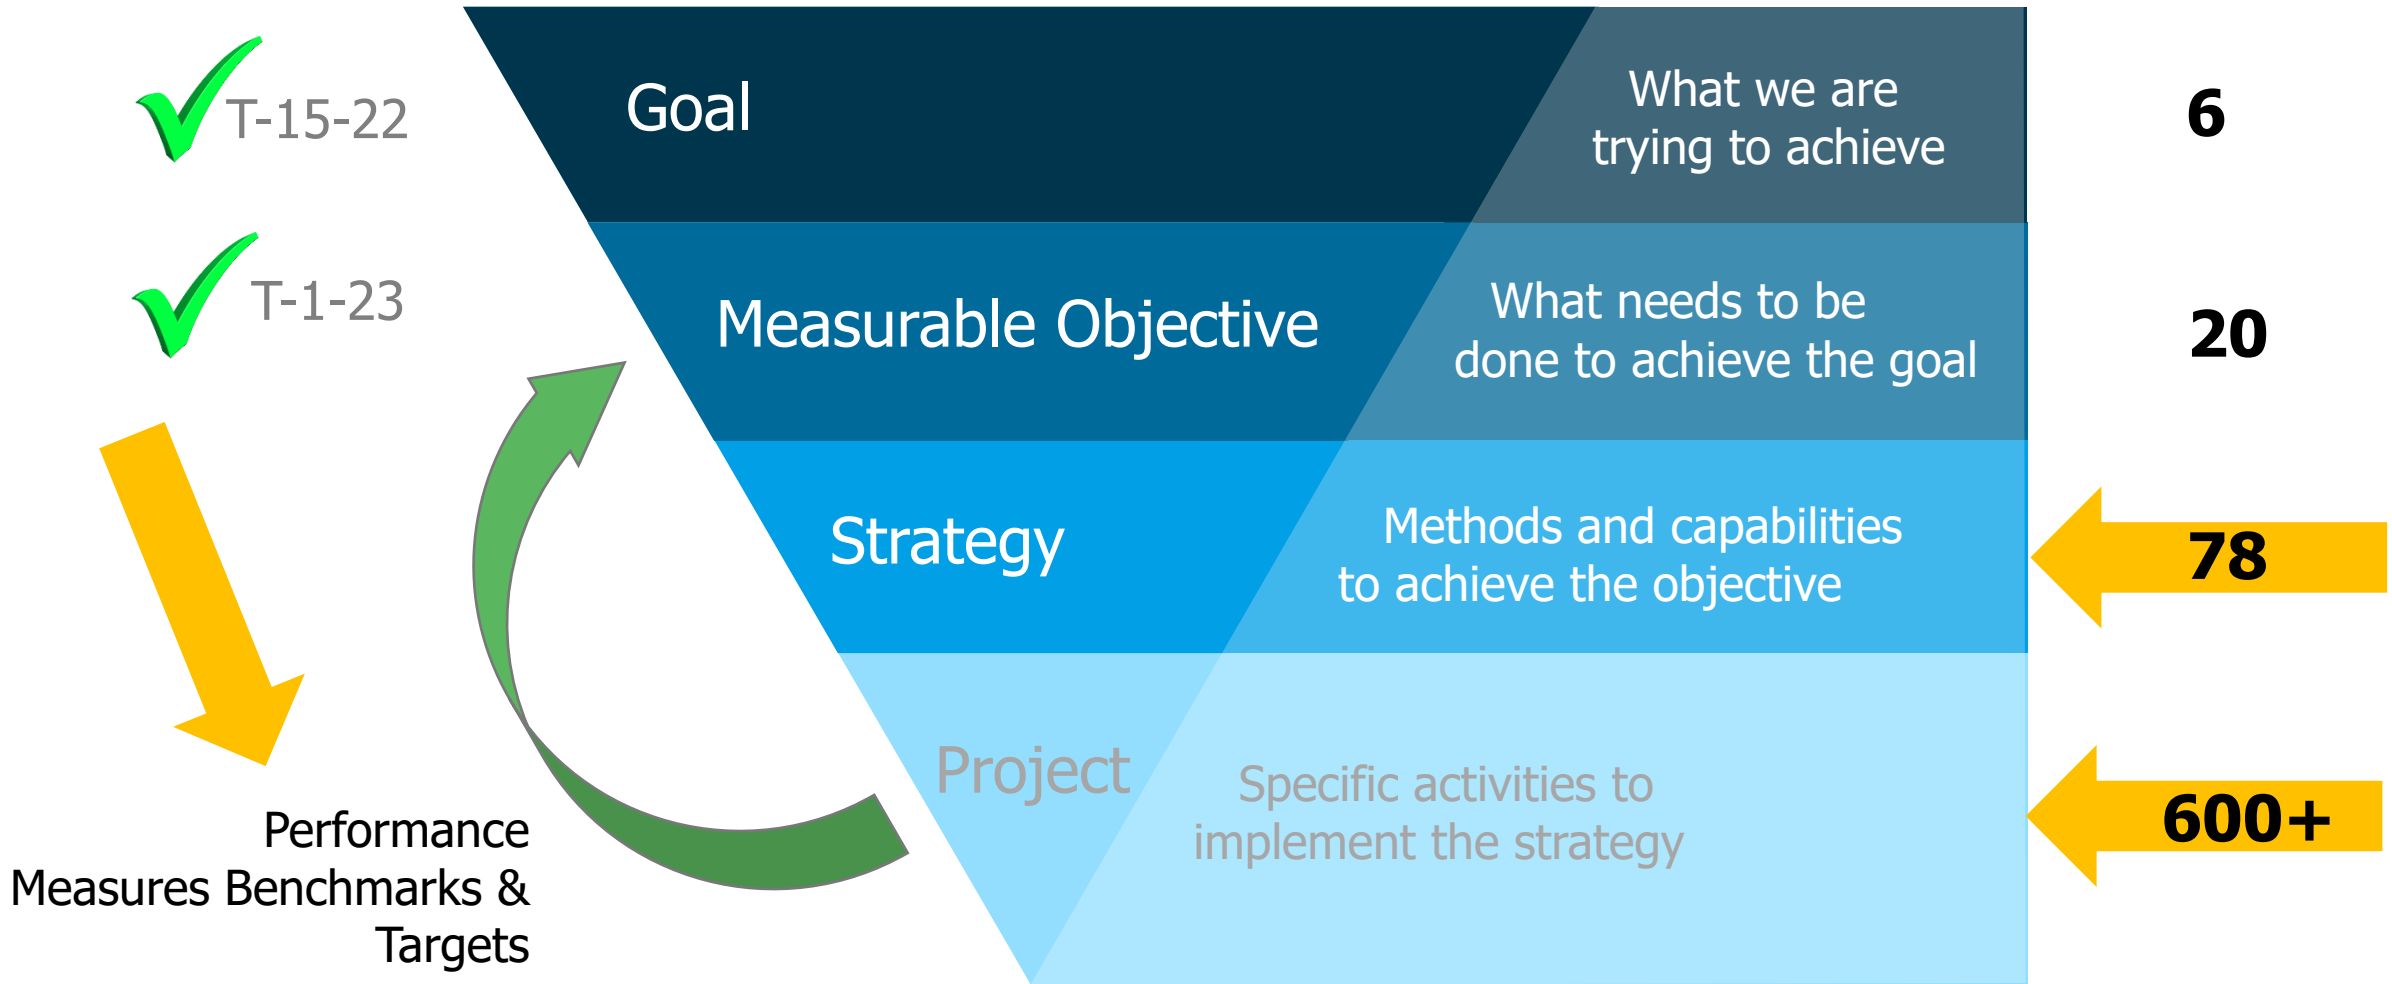 T-15-22
Goal
What we are
trying to achieve
6
T-1-23
Measurable Objective
What needs to be
done to achieve the goal
20
Strategy
Methods and capabilities
to achieve the objective
78
Project
Specific activities to
implement the strategy
600+
Performance
Measures Benchmarks &
Targets